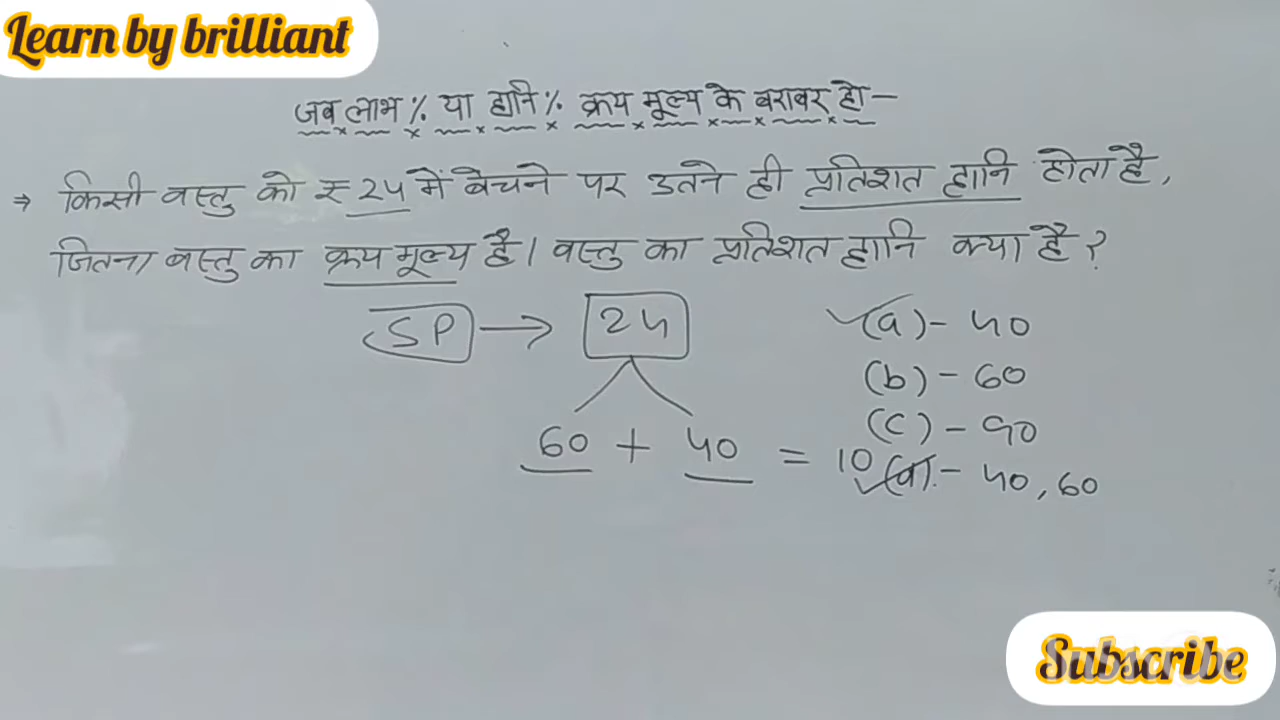 Learn by brilliant
जब लाभ % या हानि % क्रय मूल्य के बराबर हो —
⇒ किसी वस्तु को ₹ 24 में बेचने पर उतने ही प्रतिशत हानि होता है,
जितना वस्तु का क्रय मूल्य है। वस्तु का प्रतिशत हानि क्या है?
SP → 24
(a) - 40
(b) - 60
(c) - 90
60 + 40 = 10
(d) - 40, 60
Subscribe